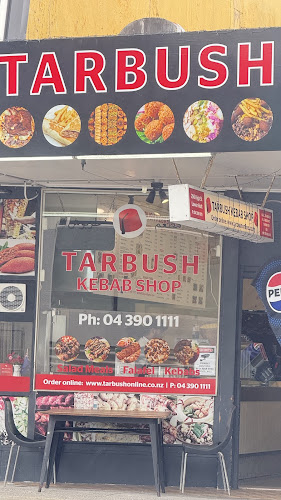 TARBUSH
TARBUSH KEBAB SHOP
TARBUSH
KEBAB SHOP
Ph: 04 390 1111
Salad Meals Falafel Kebabs
Order online: www.tarbushonline.co.nz | P: 04 390 1111